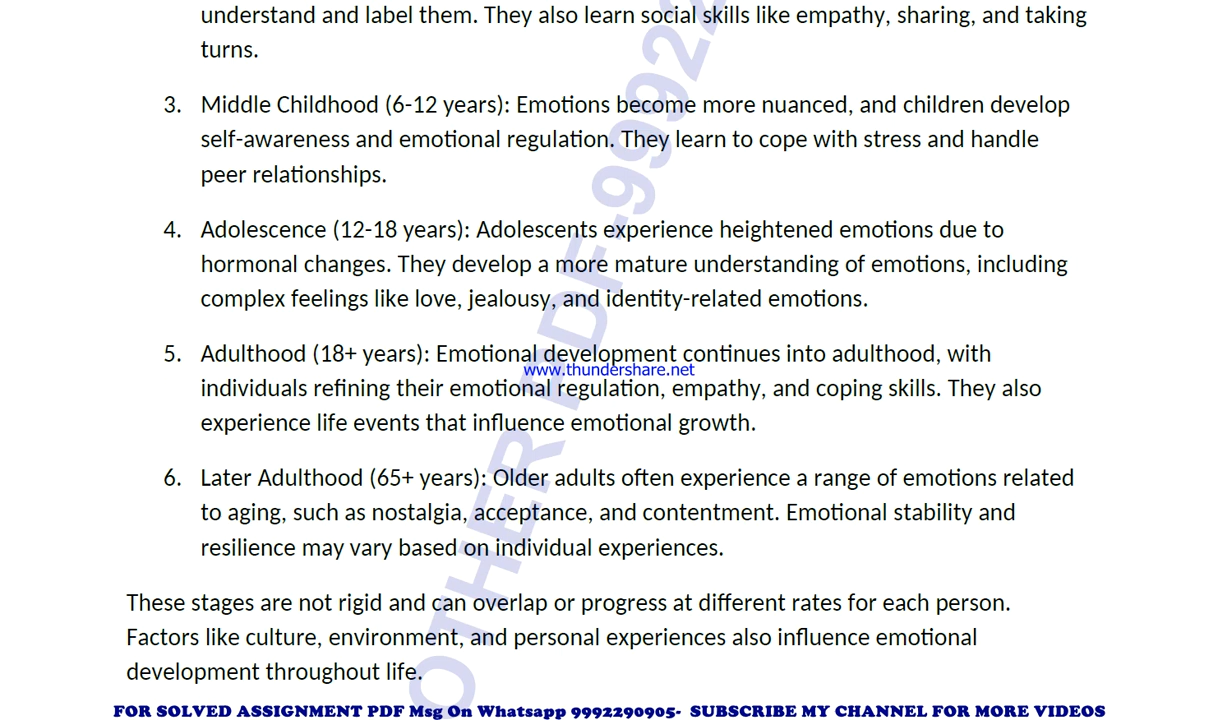 understand and label them. They also learn social skills like empathy, sharing, and taking
turns.
3. Middle Childhood (6-12 years): Emotions become more nuanced, and children develop
self-awareness and emotional regulation. They learn to cope with stress and handle
peer relationships.
4. Adolescence (12-18 years): Adolescents experience heightened emotions due to
hormonal changes. They develop a more mature understanding of emotions, including
complex feelings like love, jealousy, and identity-related emotions.
5. Adulthood (18+ years): Emotional development continues into adulthood, with
www.thundershare.net
individuals refining their emotional regulation, empathy, and coping skills. They also
experience life events that influence emotional growth.
6. Later Adulthood (65+ years): Older adults often experience a range of emotions related
to aging, such as nostalgia, acceptance, and contentment. Emotional stability and
resilience may vary based on individual experiences.
These stages are not rigid and can overlap or progress at different rates for each person.
Factors like culture, environment, and personal experiences also influence emotional
development throughout life.
OTHER PDF-99922
FOR SOLVED ASSIGNMENT PDF Msg On Whatsapp 9992290905- SUBSCRIBE MY CHANNEL FOR MORE VIDEOS